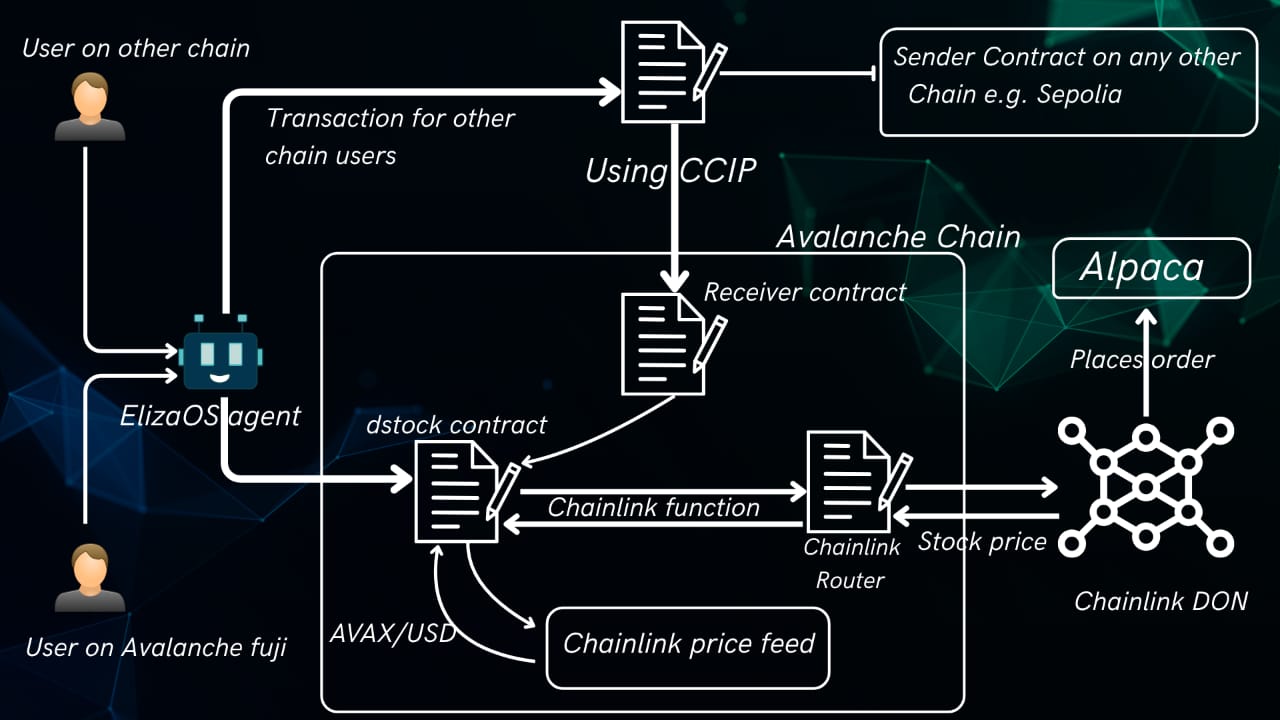 User on other chain
Sender Contract on any other
Chain e.g. Sepolia
Transaction for other
chain users
Using CCIP
Avalanche Chain
Alpaca
Receiver contract
Places order
ElizaOS agent
dstock contract
Chainlink function
Chainlink
Router
Stock price
Chainlink DON
User on Avalanche fuji
AVAX/USD
Chainlink price feed